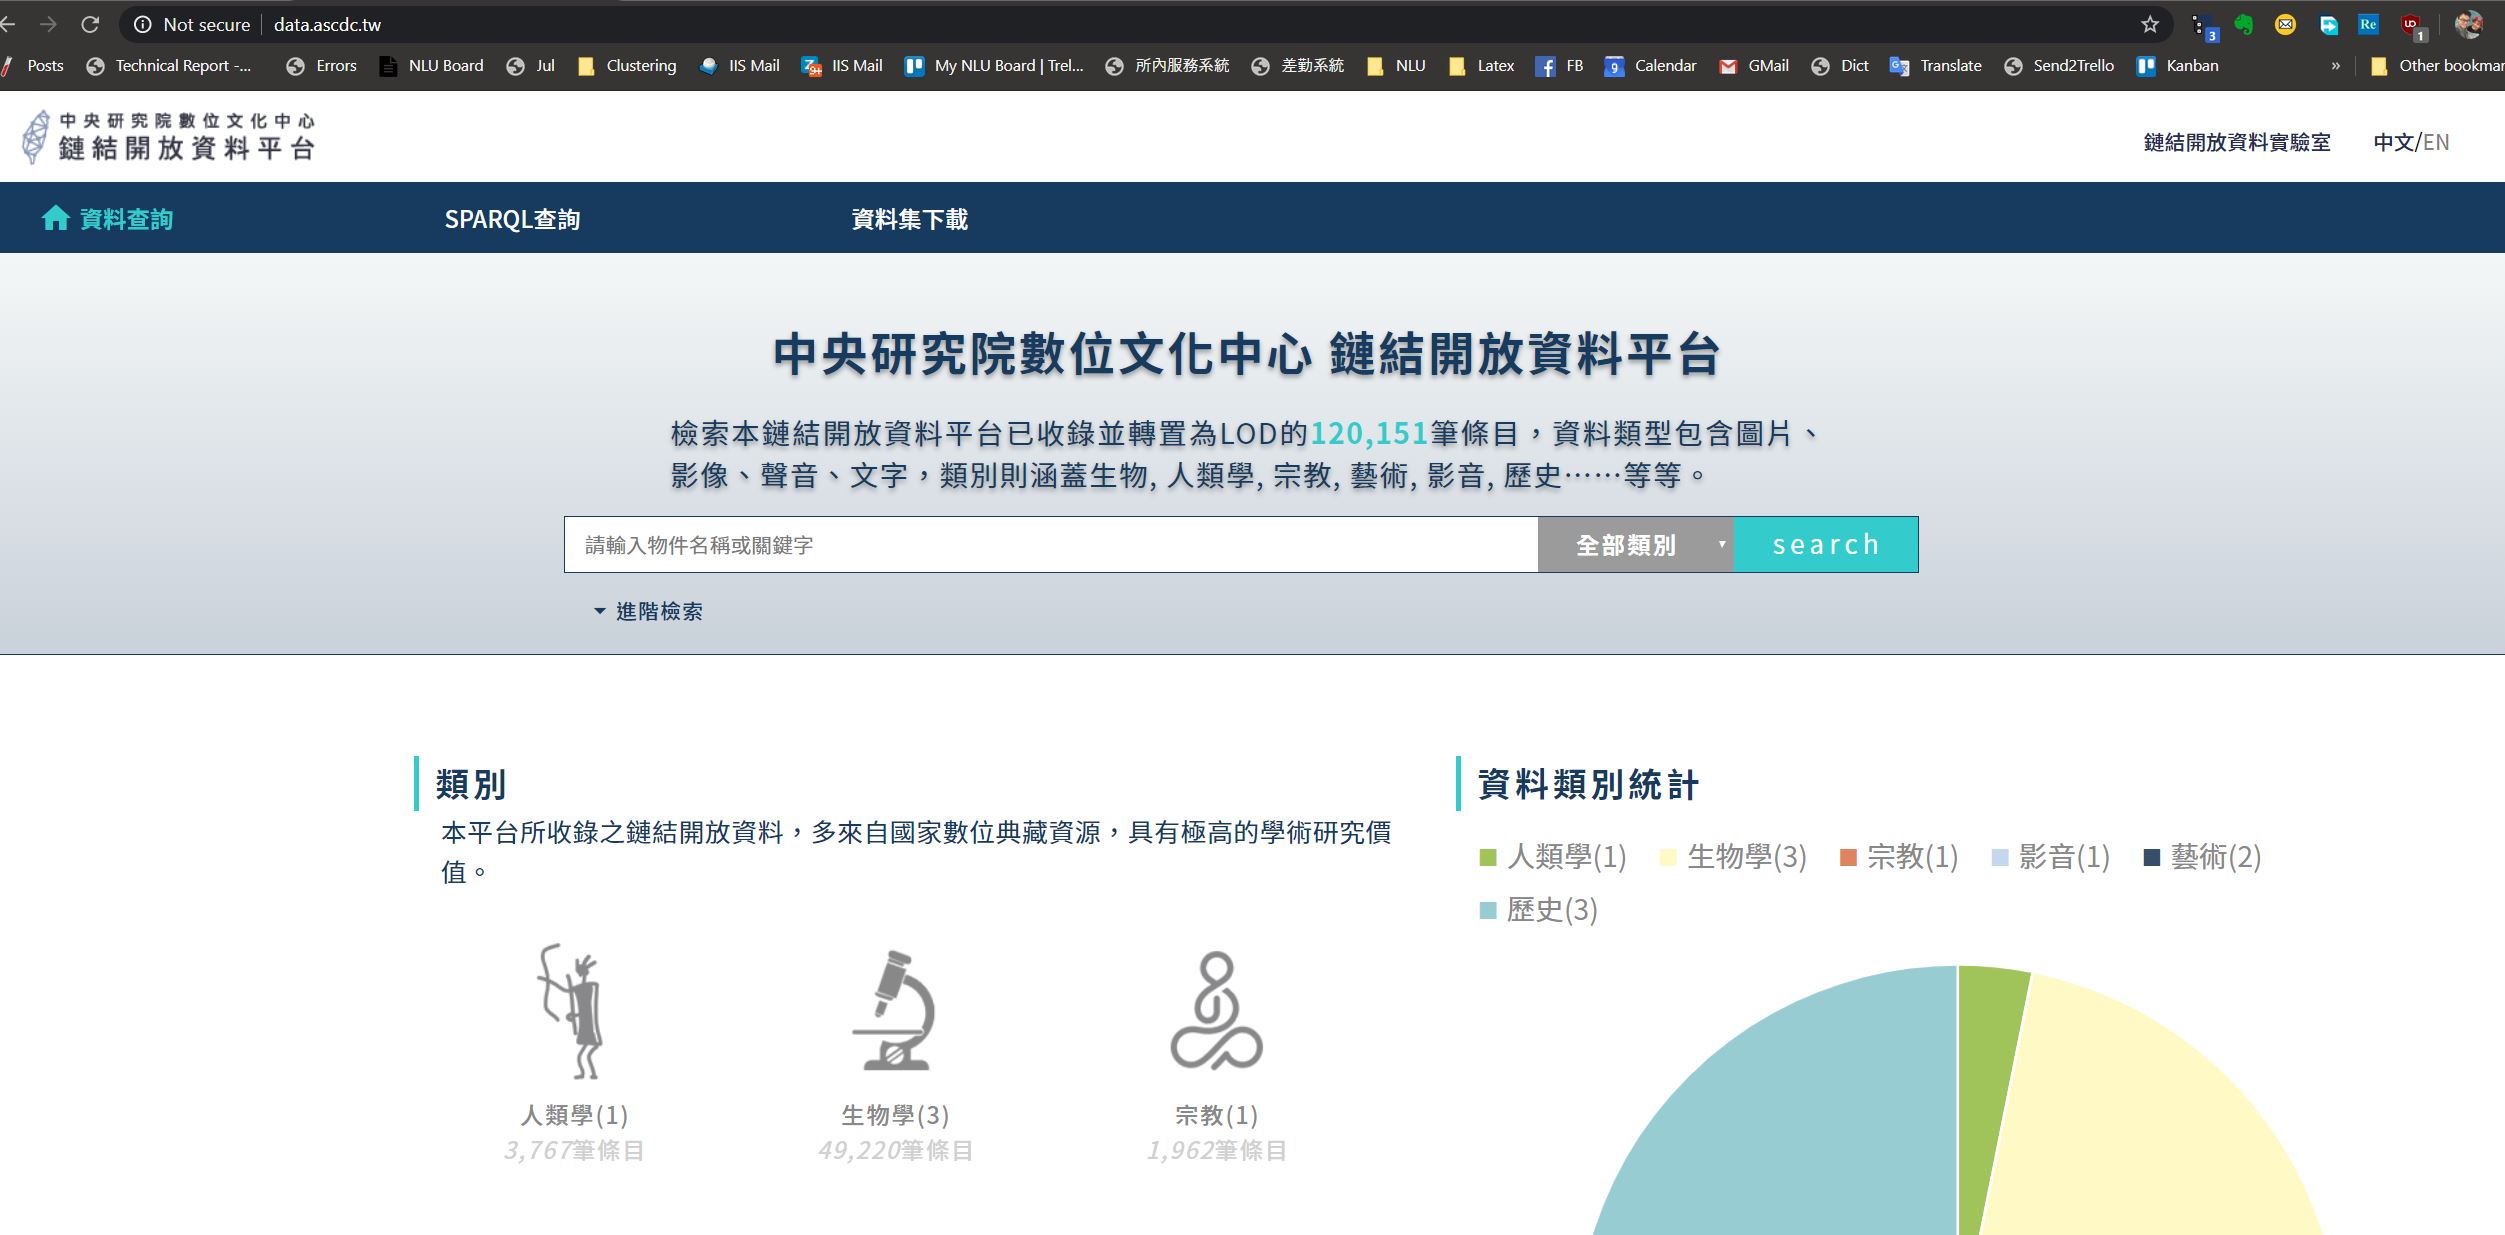 Not secure data.ascdc.tw
3
1
Posts Technical Report -... Errors NLU Board Jul Clustering IIS Mail IIS Mail My NLU Board | Trel... 所內服務系統 差勤系統 NLU Latex FB Calendar GMail Dict Translate Send2Trello Kanban » Other bookmar
中央研究院數位文化中心
鏈結開放資料平台
鏈結開放資料實驗室 中文/EN
資料查詢 SPARQL查詢 資料集下載
中央研究院數位文化中心 鏈結開放資料平台
檢索本鏈結開放資料平台已收錄並轉置為LOD的120,151筆條目，資料類型包含圖片、
影像、聲音、文字，類別則涵蓋生物, 人類學, 宗教, 藝術, 影音, 歷史……等等。
請輸入物件名稱或關鍵字 全部類別 search
進階檢索
類別
本平台所收錄之鏈結開放資料，多來自國家數位典藏資源，具有極高的學術研究價
值。
人類學(1)
3,767筆條目
生物學(3)
49,220筆條目
宗教(1)
1,962筆條目
資料類別統計
人類學(1) 生物學(3) 宗教(1) 影音(1) 藝術(2)
歷史(3)